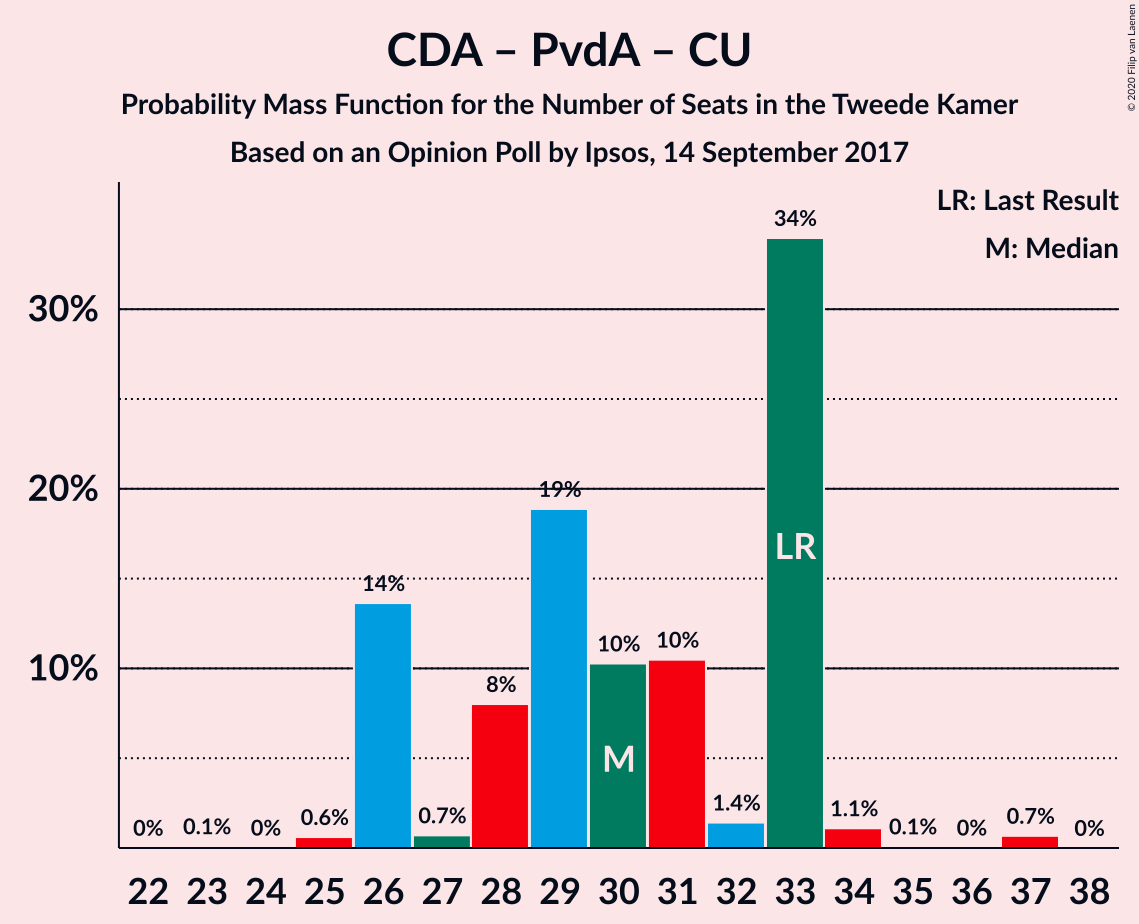 CDA – PvdA – CU
Probability Mass Function for the Number of Seats in the Tweede Kamer
Based on an Opinion Poll by Ipsos, 14 September 2017
© 2020 Filip van Laenen
LR: Last Result
M: Median
30%
20%
10%
0%
0.1%
0%
0.6%
14%
0.7%
8%
19%
10%
10%
1.4%
34%
1.1%
0.1%
0%
0.7%
0%
M
LR
22 23 24 25 26 27 28 29 30 31 32 33 34 35 36 37 38